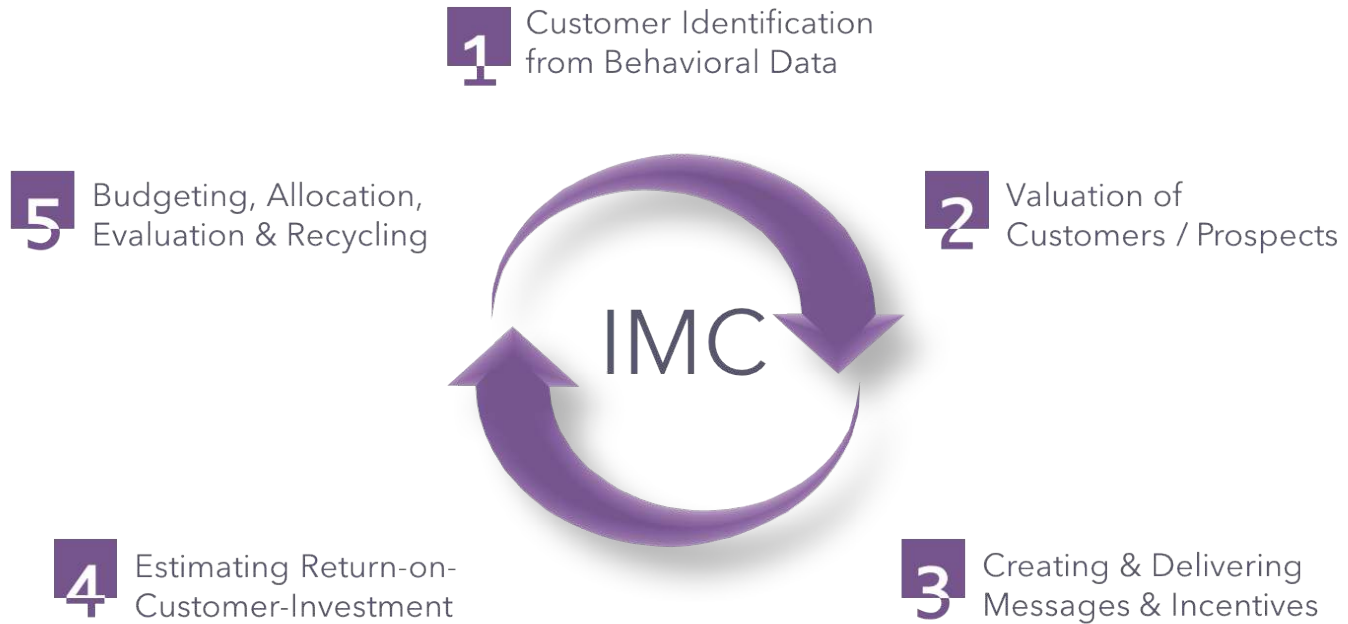 1 Customer Identification
from Behavioral Data
2 Valuation of
Customers / Prospects
3 Creating & Delivering
Messages & Incentives
4 Estimating Return-on-
Customer-Investment
5 Budgeting, Allocation,
Evaluation & Recycling
IMC